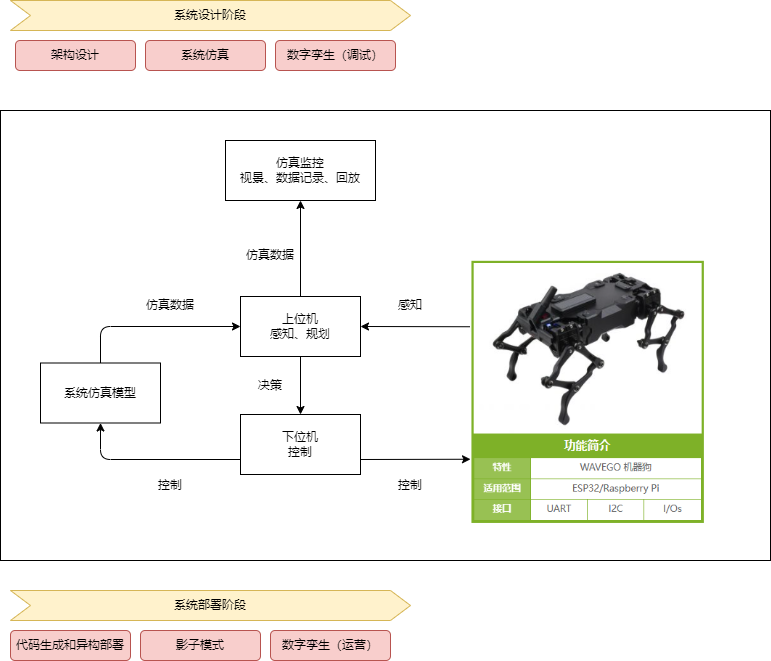 系统设计阶段
架构设计
系统仿真
数字孪生（调试）
仿真监控
视景、数据记录、回放
仿真数据
仿真数据
上位机
感知、规划
感知
系统仿真模型
决策
下位机
控制
控制
控制
功能简介
特性 WAVEGO 机器狗
适用范围 ESP32/Raspberry Pi
接口 UART I2C I/Os
系统部署阶段
代码生成和异构部署
影子模式
数字孪生（运营）